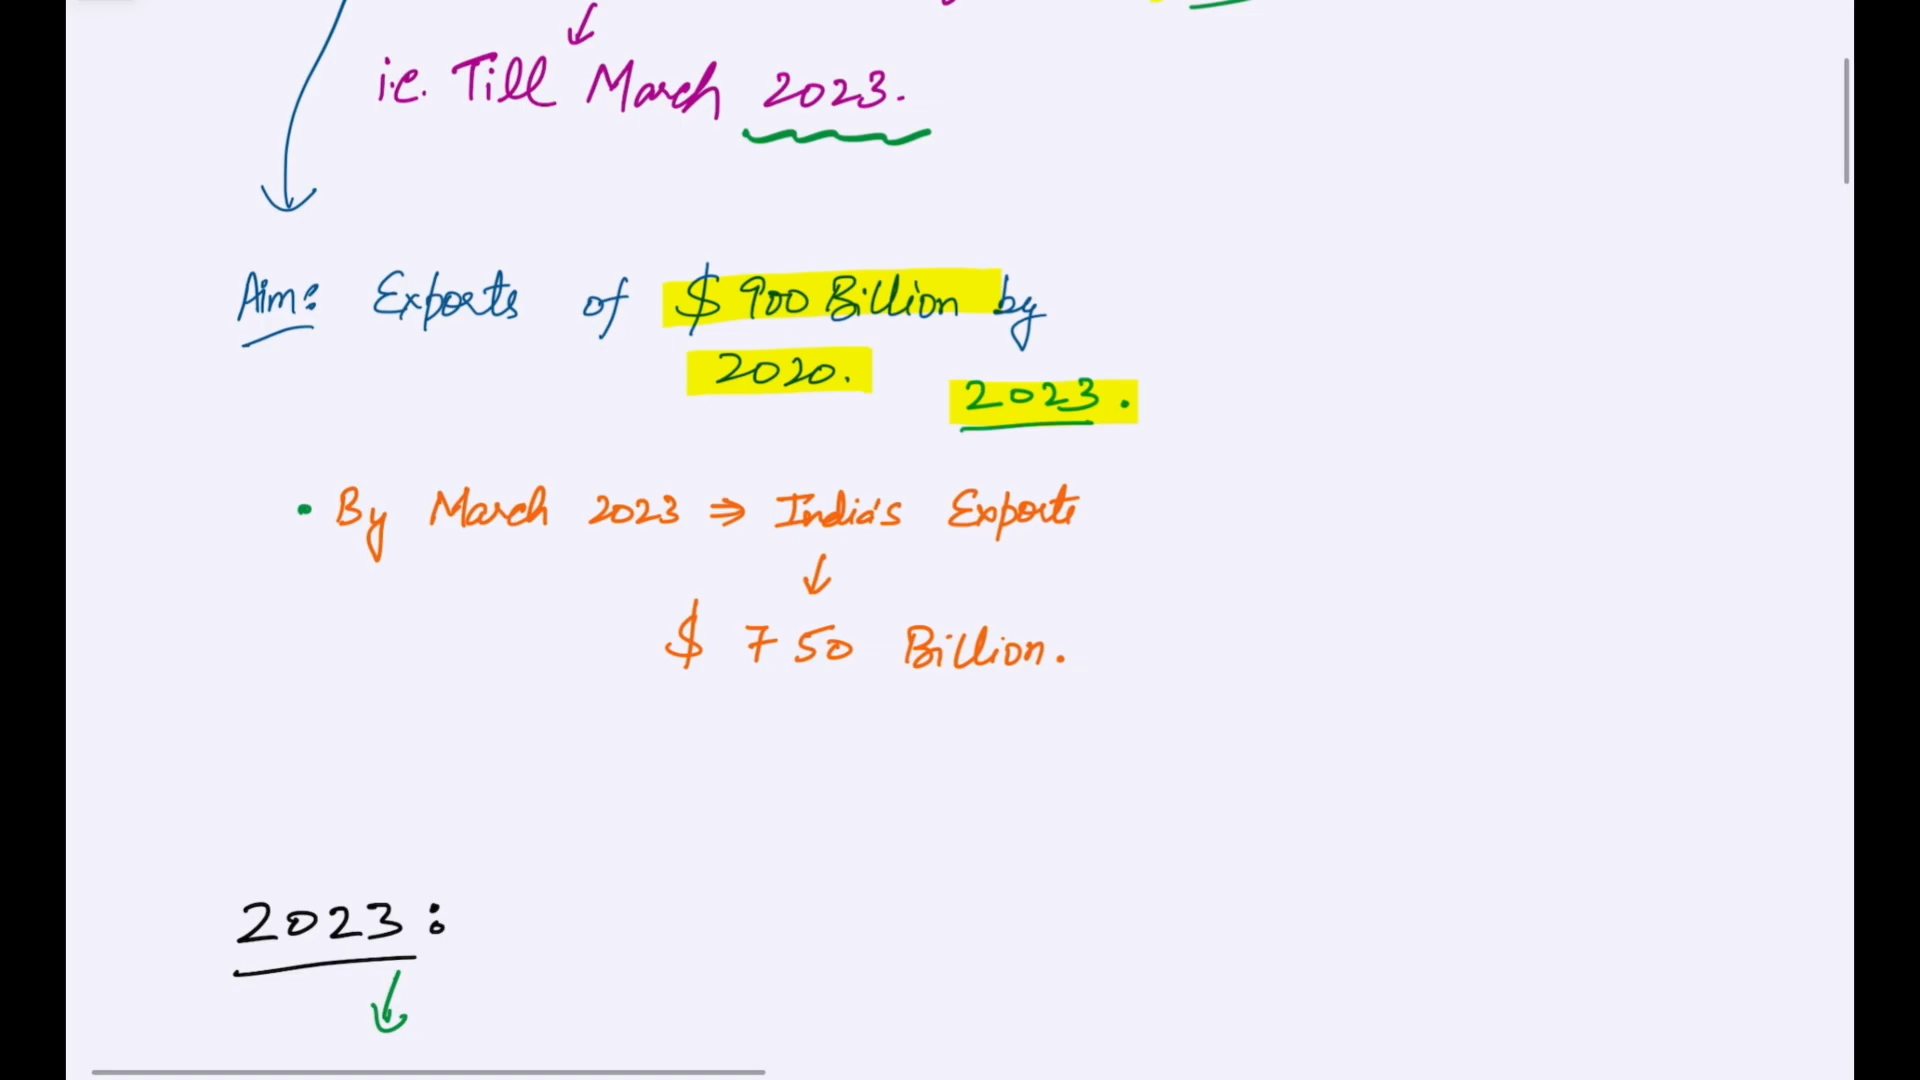 i.e. Till March 2023.
Aim: Exports of $ 900 Billion by
2020.
2023.
• By March 2023 ⇒ India's Exports
↓
$ 750 Billion.
2023: